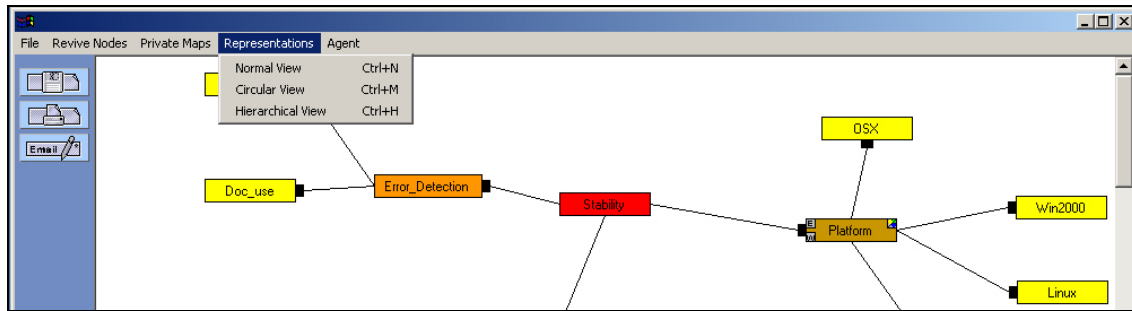 File Revive Nodes Private Maps Representations Agent
Normal View Ctrl+N
Circular View Ctrl+M
Hierarchical View Ctrl+H
Email
OSX
Doc_use
Error_Detection
Stability
Win2000
E
W
Platform
Linux